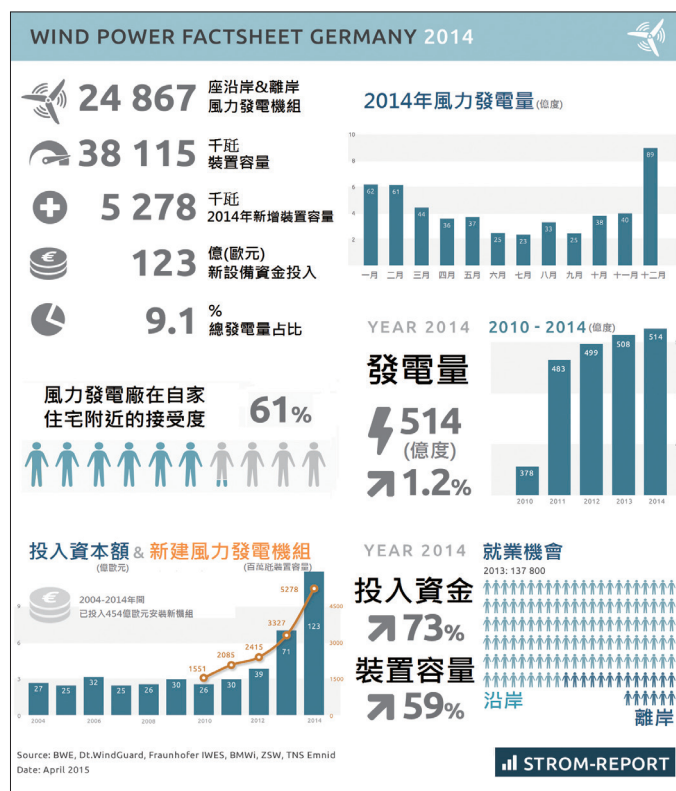 WIND POWER FACTSHEET GERMANY 2014
24 867 座沿岸&離岸
風力發電機組
38 115 千瓩
裝置容量
5 278 千瓩
2014年新增裝置容量
123 億(歐元)
新設備資金投入
9.1 %
總發電量占比
2014年風力發電量(億度)
10
8
6
4
2
62 61 44 36 37 25 23 33 25 38 40 89
一月 二月 三月 四月 五月 六月 七月 八月 九月 十月 十一月 十二月
風力發電廠在自家
住宅附近的接受度
61%
YEAR 2014
發電量
514
(億度)
1.2%
2010 - 2014(億度)
378 483 499 508 514
2010 2011 2012 2013 2014
投入資本額 & 新建風力發電機組
(億歐元) (百萬瓩裝置容量)
2004-2014年間
已投入454億歐元安裝新機組
9
6
3
0
4500
3000
1500
0
1551 2085 2415 3327 5278
27 25 32 25 26 30 26 30 39 71 123
2004 2006 2008 2010 2012 2014
YEAR 2014
投入資金
73%
裝置容量
59%
就業機會
2013: 137 800
沿岸
離岸
Source: BWE, Dt.WindGuard, Fraunhofer IWES, BMWi, ZSW, TNS Emnid
Date: April 2015
STROM-REPORT